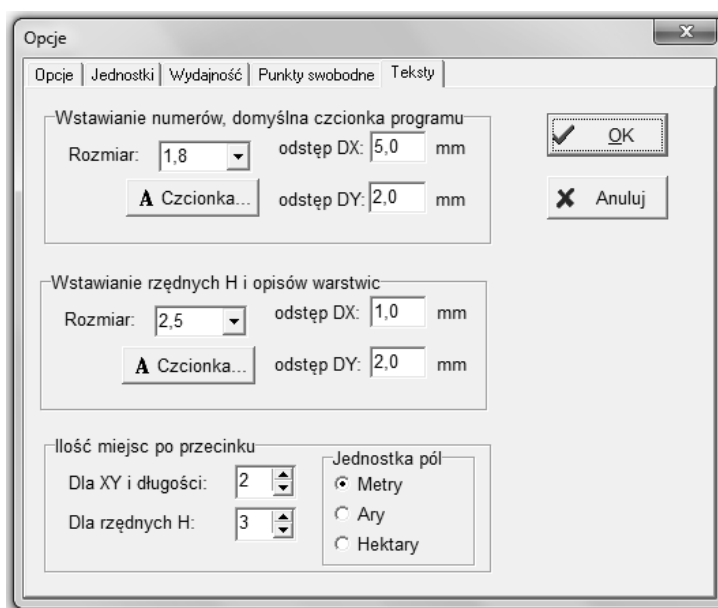 Opcje
x
Opcje Jednostki Wydajność Punkty swobodne Teksty
Wstawianie numerów, domyślna czcionka programu
Rozmiar: 1,8 odstęp DX: 5,0 mm
A Czcionka... odstęp DY: 2,0 mm
OK
Anuluj
Wstawianie rzędnych H i opisów warstwic
Rozmiar: 2,5 odstęp DX: 1,0 mm
A Czcionka... odstęp DY: 2,0 mm
Ilość miejsc po przecinku
Dla XY i długości: 2
Dla rzędnych H: 3
Jednostka pól
Metry
Ary
Hektary